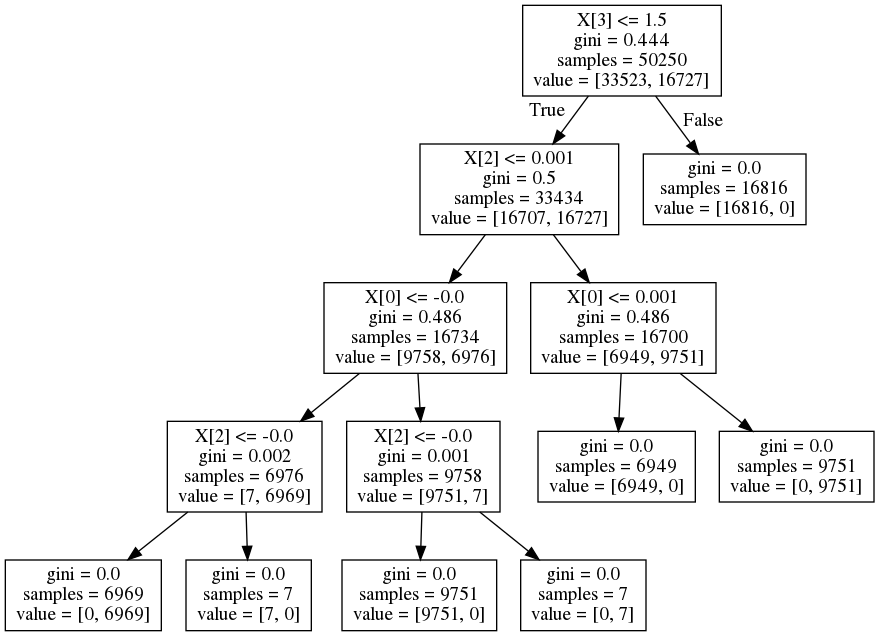 X[3] <= 1.5
gini = 0.444
samples = 50250
value = [33523, 16727]
True
False
X[2] <= 0.001
gini = 0.5
samples = 33434
value = [16707, 16727]
gini = 0.0
samples = 16816
value = [16816, 0]
X[0] <= -0.0
gini = 0.486
samples = 16734
value = [9758, 6976]
X[0] <= 0.001
gini = 0.486
samples = 16700
value = [6949, 9751]
X[2] <= -0.0
gini = 0.002
samples = 6976
value = [7, 6969]
X[2] <= -0.0
gini = 0.001
samples = 9758
value = [9751, 7]
gini = 0.0
samples = 6949
value = [6949, 0]
gini = 0.0
samples = 9751
value = [0, 9751]
gini = 0.0
samples = 6969
value = [0, 6969]
gini = 0.0
samples = 7
value = [7, 0]
gini = 0.0
samples = 9751
value = [9751, 0]
gini = 0.0
samples = 7
value = [0, 7]